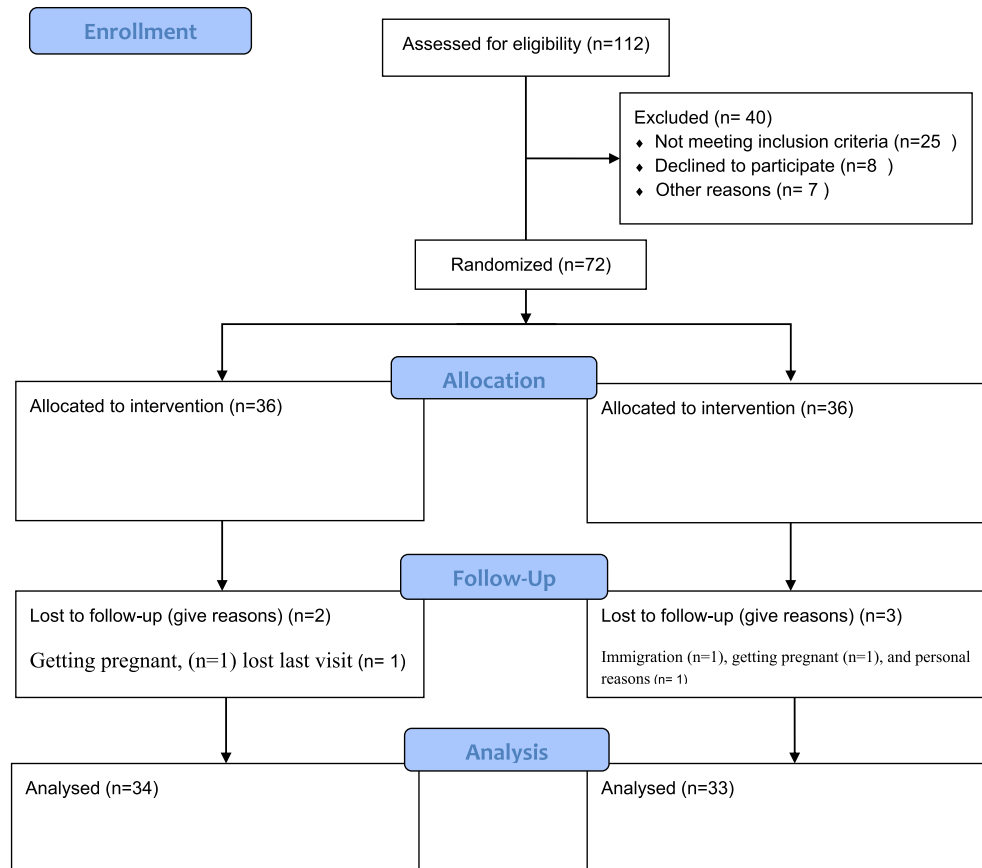 Enrollment
Assessed for eligibility (n=112)
Excluded (n= 40)
♦ Not meeting inclusion criteria (n=25 )
♦ Declined to participate (n=8 )
♦ Other reasons (n= 7 )
Randomized (n=72)
Allocation
Allocated to intervention (n=36)
Allocated to intervention (n=36)
Follow-Up
Lost to follow-up (give reasons) (n=2)
Getting pregnant, (n=1) lost last visit (n= 1)
Lost to follow-up (give reasons) (n=3)
Immigration (n=1), getting pregnant (n=1), and personal
reasons (n= 1)
Analysis
Analysed (n=34)
Analysed (n=33)